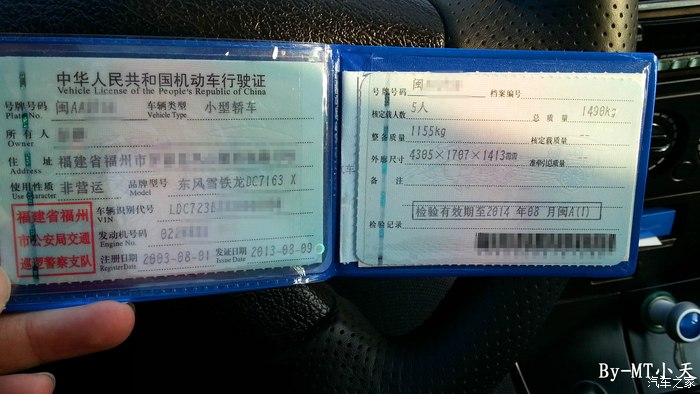 中华人民共和国机动车行驶证
Vehicle License of the People's Republic of China
号牌号码 闽AA 车辆类型 小型轿车
Plate No. Vehicle Type
所有人
Owner
住址 福建省福州市
Address
使用性质 非营运 品牌型号 东风雪铁龙DC7163 X
Use Character Model
车辆识别代号 LDC723
VIN
发动机号码 02
Engine No.
注册日期 2003-08-01 发证日期 2013-08-09
Register Date Issue Date
福建省福州
市公安局交通
巡逻警察支队
号牌号码 闽 档案编号
核定载人数 5人 总质量 1490kg
整备质量 1155kg 核定载质量 --
外廓尺寸 4305×1707×1413 准牵引总质量 --
备注
检验有效期至2014 年08 月闽A(1)
检验记录
By-MT小天
汽车之家